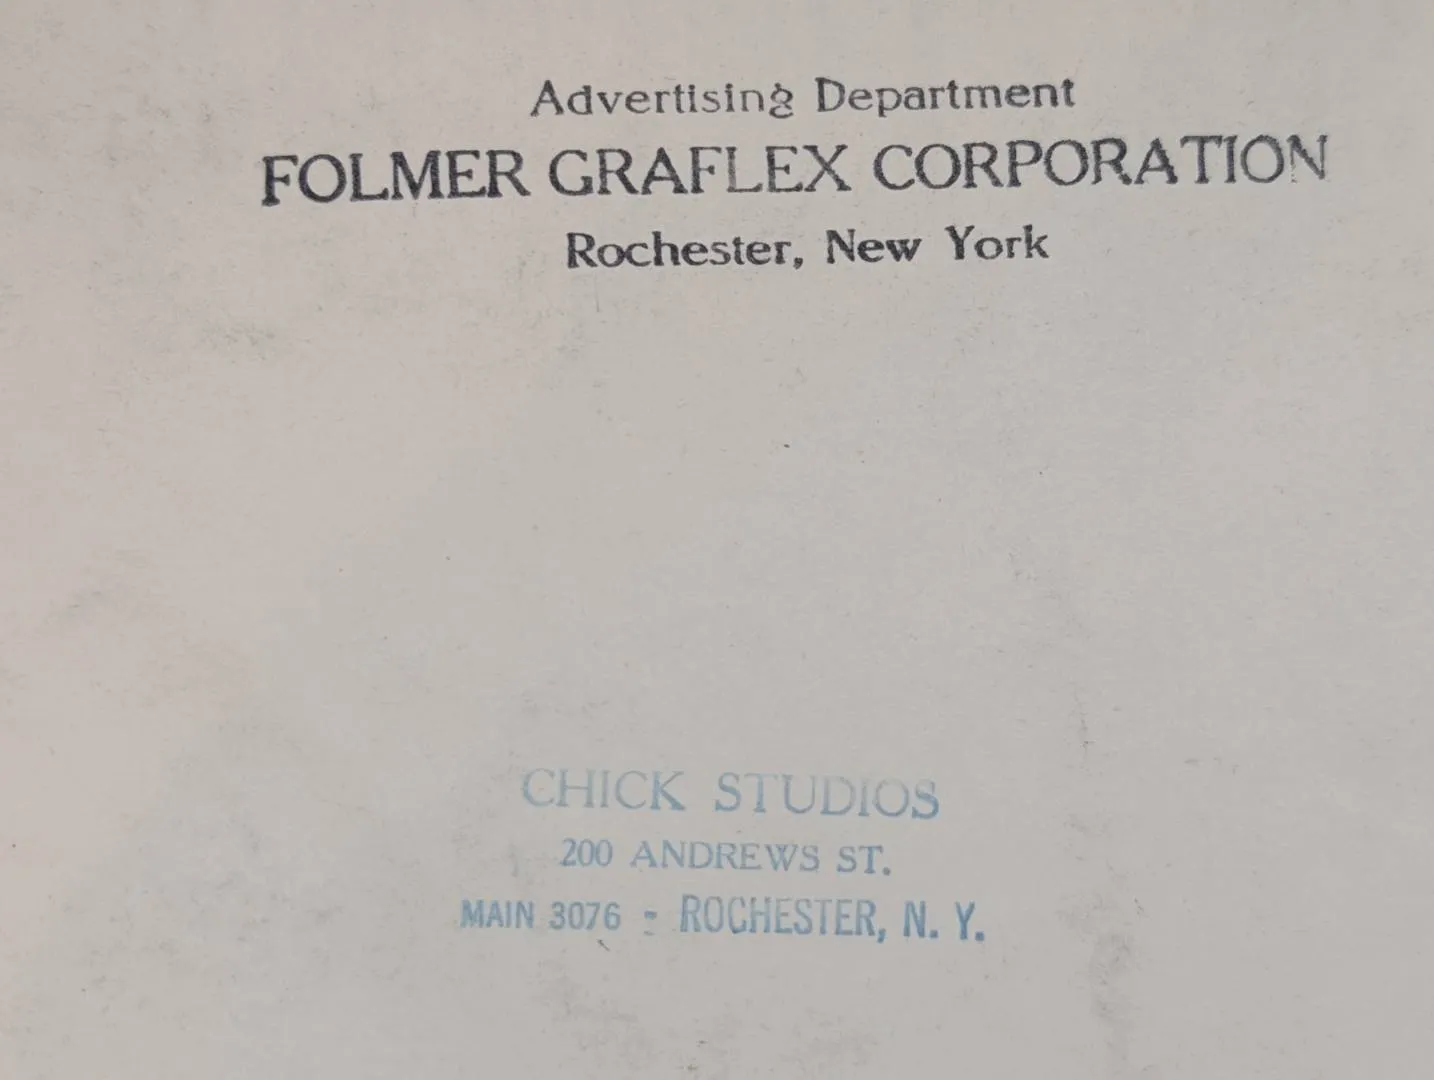 Advertising Department
FOLMER GRAFLEX CORPORATION
Rochester, New York
CHICK STUDIOS
200 ANDREWS ST.
MAIN 3076 - ROCHESTER, N. Y.